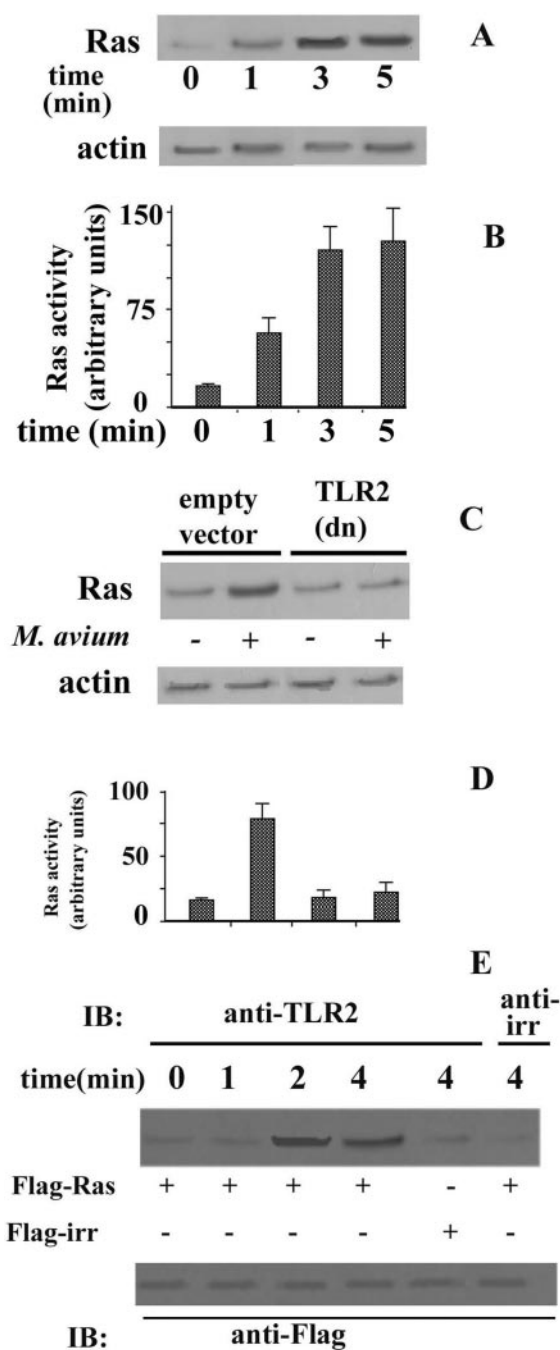 Ras A
time (min) 0 1 3 5
actin
Ras activity (arbitrary units)
150
75
0
B
time (min) 0 1 3 5
empty vector TLR2 (dn) C
Ras
M. avium - + - +
actin
Ras activity (arbitrary units)
100
50
0
D
E
IB: anti-TLR2 anti-irr
time(min) 0 1 2 4 4 4
Flag-Ras + + + + - +
Flag-irr - - - - + -
IB: anti-Flag